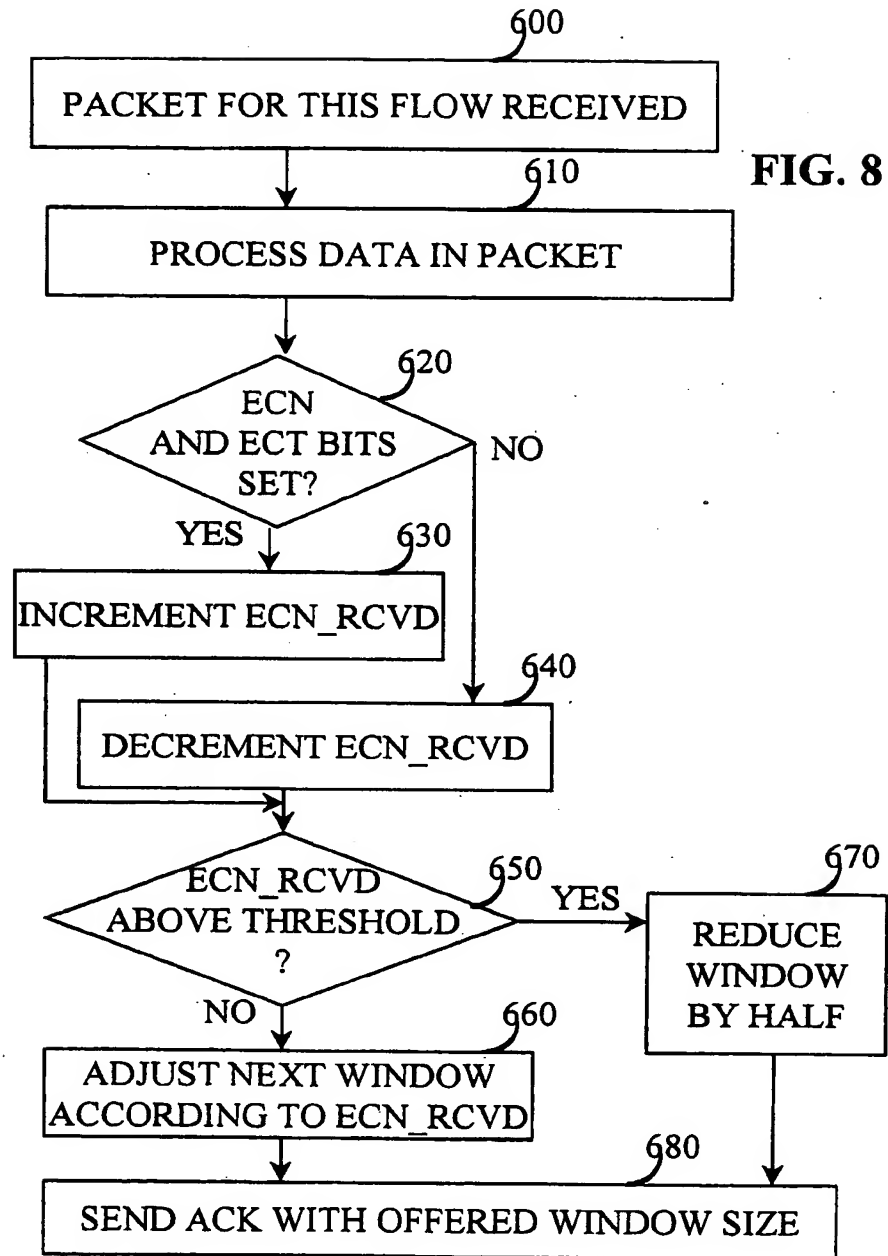 600
PACKET FOR THIS FLOW RECEIVED
FIG. 8
610
PROCESS DATA IN PACKET
620
ECN
AND ECT BITS
SET?
NO
YES
630
INCREMENT ECN_RCVD
640
DECREMENT ECN_RCVD
650
ECN_RCVD
ABOVE THRESHOLD
?
YES
670
REDUCE
WINDOW
BY HALF
NO
660
ADJUST NEXT WINDOW
ACCORDING TO ECN_RCVD
680
SEND ACK WITH OFFERED WINDOW SIZE